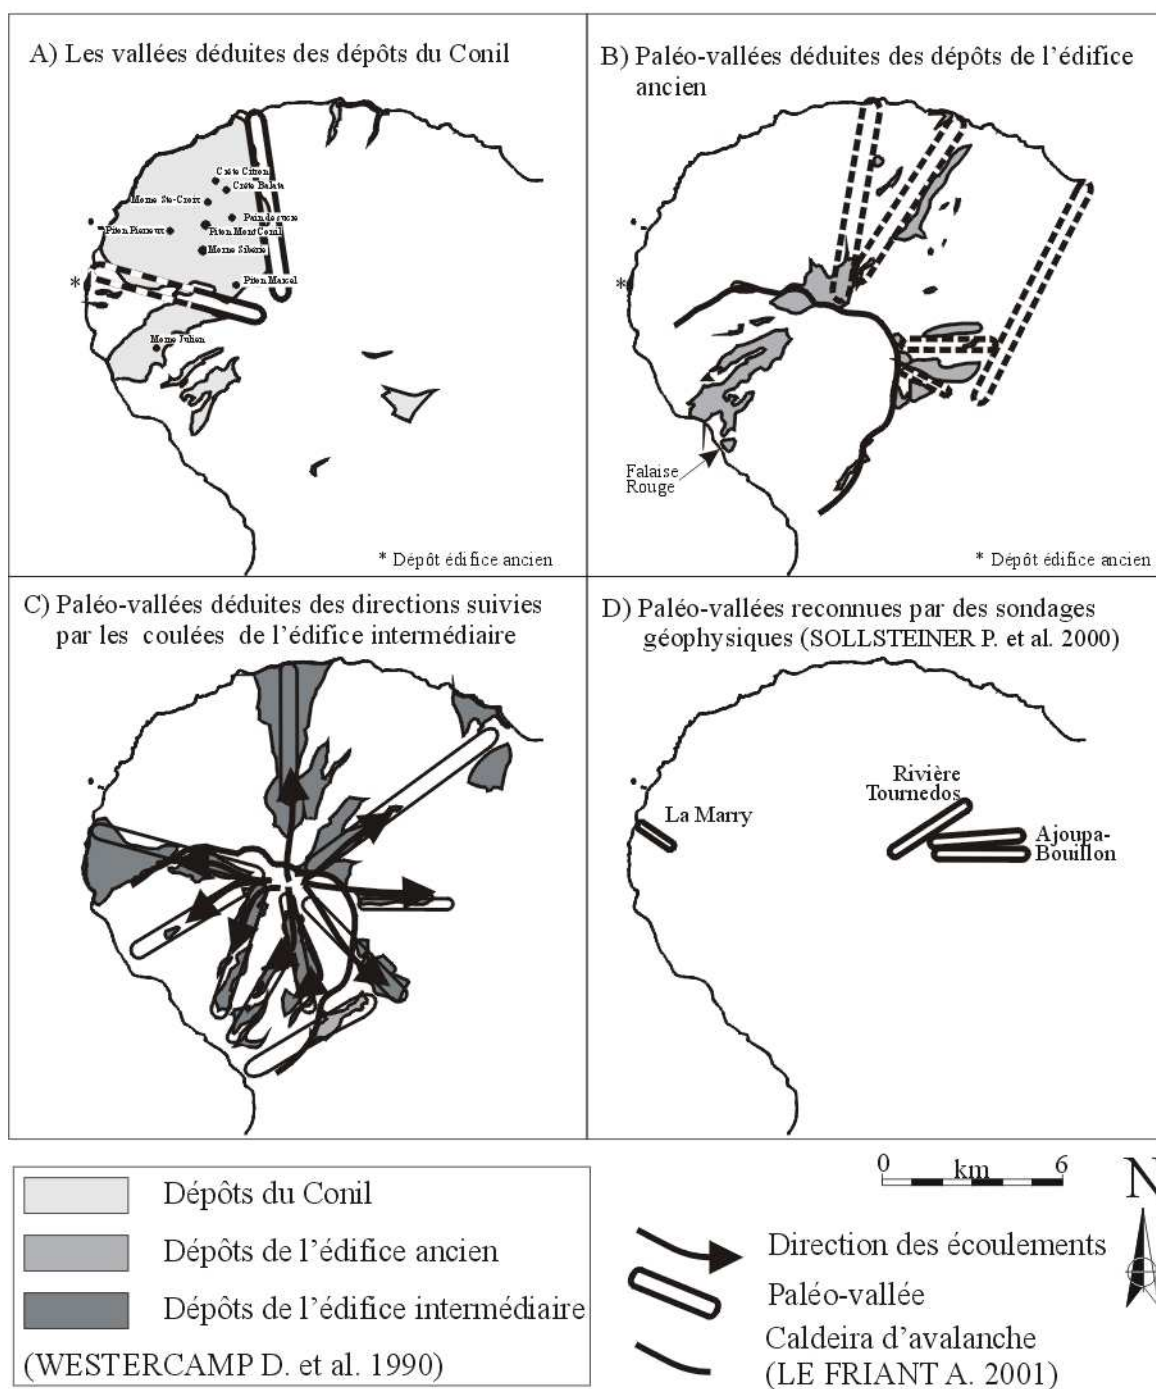 A) Les vallées déduites des dépôts du Conil
Crête Citron
Crête Balata
Morne Ste-Croix
Pain de sucre
Piton Pierreux
Piton Mont Conil
Morne Sibérie
*
Piton Marcel
Morne Julien
* Dépôt édifice ancien
B) Paléo-vallées déduites des dépôts de l'édifice
ancien
*
Falaise
Rouge
* Dépôt édifice ancien
C) Paléo-vallées déduites des directions suivies
par les coulées de l'édifice intermédiaire
D) Paléo-vallées reconnues par des sondages
géophysiques (SOLLSTEINER P. et al. 2000)
Rivière
Tournedos
La Marry
Ajoupa-
Bouillon
Dépôts du Conil
Dépôts de l'édifice ancien
Dépôts de l'édifice intermédiaire
(WESTERCAMP D. et al. 1990)
0 km 6
N
Direction des écoulements
Paléo-vallée
Caldeira d'avalanche
(LE FRIANT A. 2001)